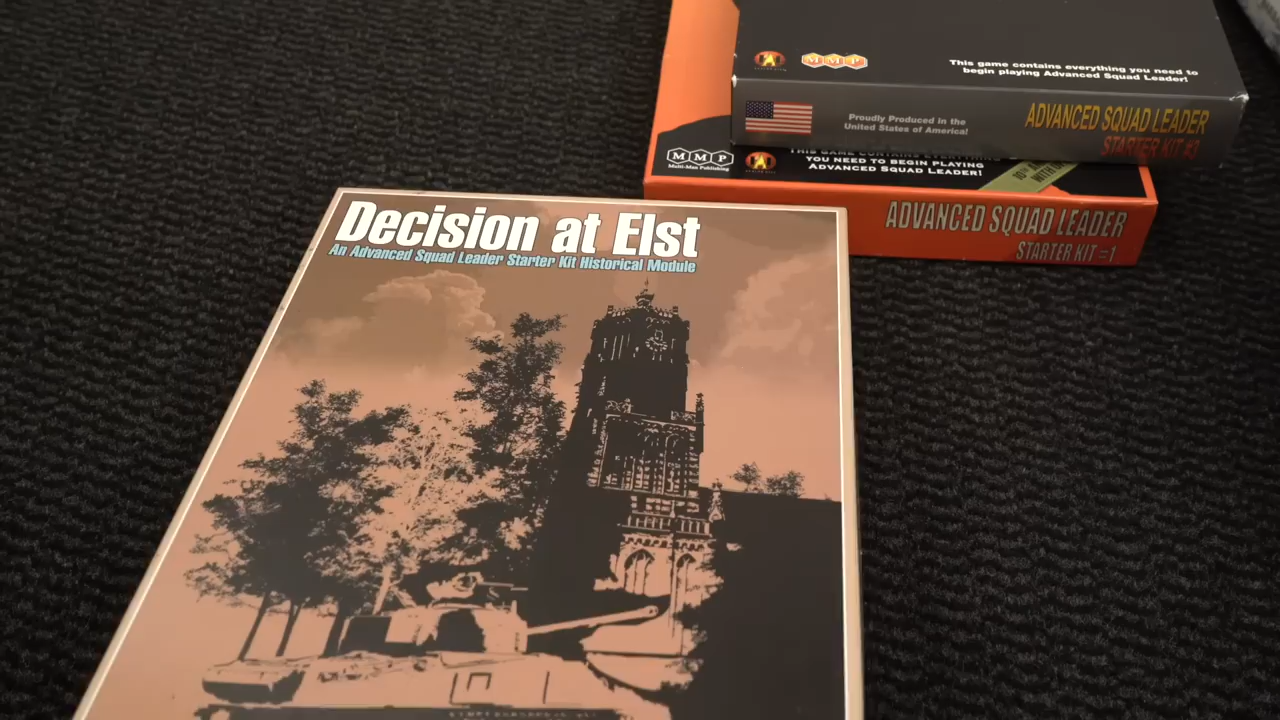 MMP
This game contains everything you need to
begin playing Advanced Squad Leader!
Proudly Produced in the
United States of America!
ADVANCED SQUAD LEADER
STARTER KIT #3
MMP
Multi-Man Publishing
THIS GAME CONTAINS EVERYTHING
YOU NEED TO BEGIN PLAYING
ADVANCED SQUAD LEADER!
ADVANCED SQUAD LEADER
STARTER KIT #1
Decision at Elst
An Advanced Squad Leader Starter Kit Historical Module